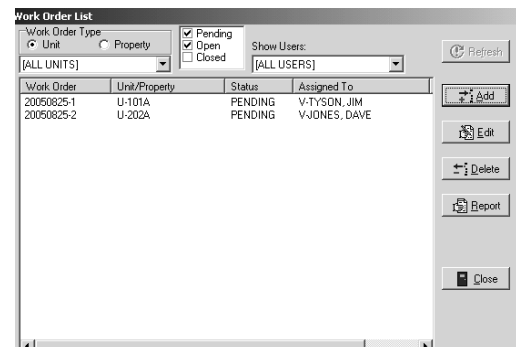 Work Order List
Work Order Type
Unit Property
[ALL UNITS]
Pending
Open
Closed
Show Users:
[ALL USERS]
Refresh
Work Order Unit/Property Status Assigned To
20050825-1 U-101A PENDING V-TYSON, JIM
20050825-2 U-202A PENDING V-JONES, DAVE
Add
Edit
Delete
Report
Close